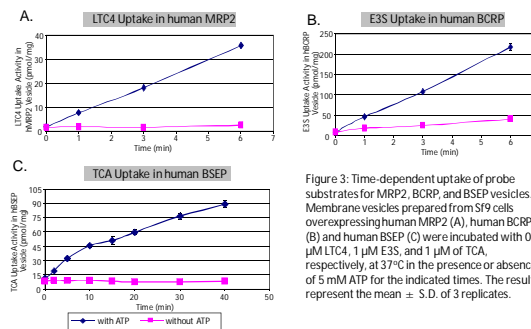 A.
LTC4 Uptake in human MRP2
LTC4 Uptake Activity in
hMRP2 Vesicle (pmol/mg)
40
30
20
10
0
0 1 2 3 4 5 6 7
Time (min)
B.
E3S Uptake in human BCRP
E3S Uptake Activity in hBCRP
Vesicle (pmol/mg)
250
200
150
100
50
0
0 1 2 3 4 5 6
Time (min)
C.
TCA Uptake in human BSEP
TCA Uptake Activity in hBSEP
Vesicle (pmol/mg)
105
90
75
60
45
30
15
0
0 10 20 30 40 50
Time (min)
with ATP without ATP
Figure 3: Time-dependent uptake of probe
substrates for MRP2, BCRP, and BSEP vesicles.
Membrane vesicles prepared from Sf9 cells
overexpressing human MRP2 (A), human BCRP
(B) and human BSEP (C) were incubated with 0
µM LTC4, 1 µM E3S, and 1 µM of TCA,
respectively, at 37ºC in the presence or absence
of 5 mM ATP for the indicated times. The result
represent the mean ± S.D. of 3 replicates.